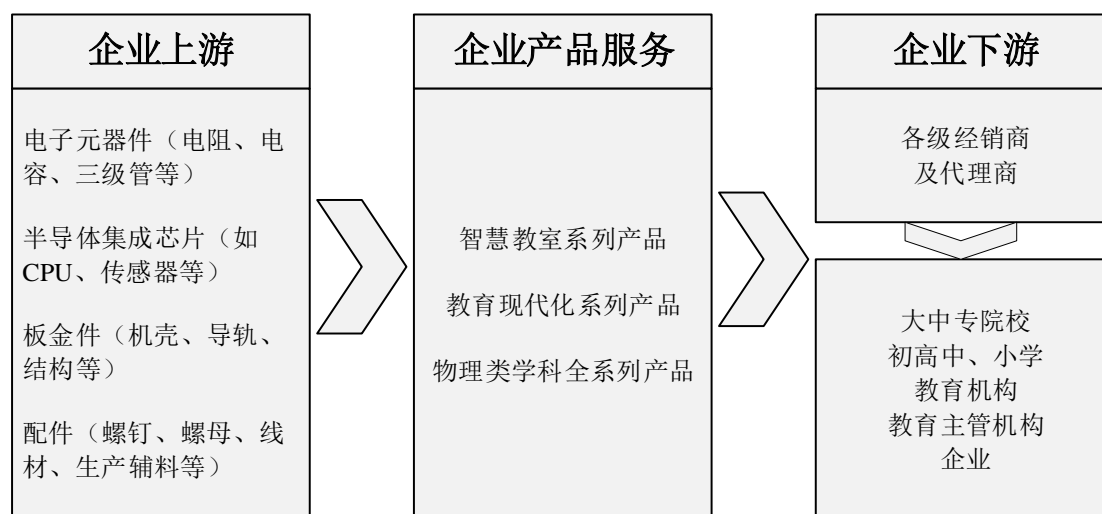 企业上游
电子元器件（电阻、电
容、三级管等）
半导体集成芯片（如
CPU、传感器等）
板金件（机壳、导轨、
结构等）
配件（螺钉、螺母、线
材、生产辅料等）
企业产品服务
智慧教室系列产品
教育现代化系列产品
物理类学科全系列产品
企业下游
各级经销商
及代理商
大中专院校
初高中、小学
教育机构
教育主管机构
企业